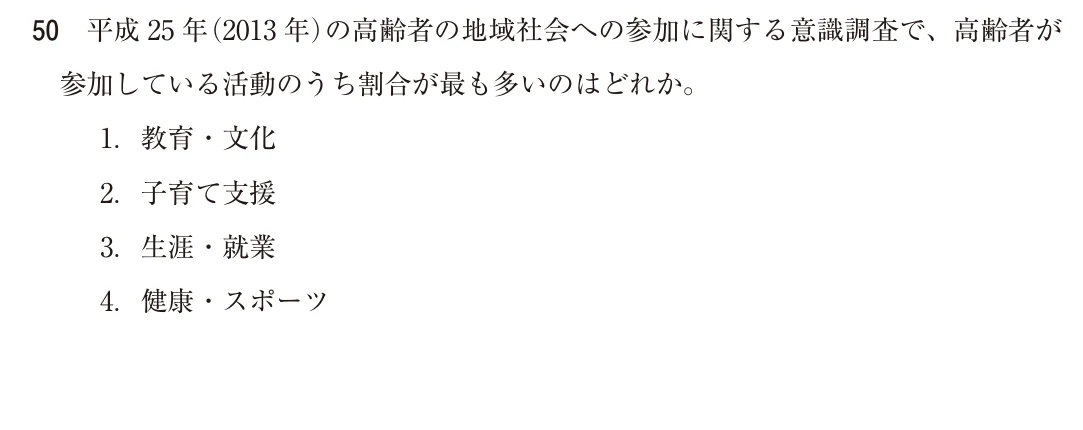 50 平成 25 年(2013 年)の高齢者の地域社会への参加に関する意識調査で、高齢者が
参加している活動のうち割合が最も多いのはどれか。
1. 教育・文化
2. 子育て支援
3. 生涯・就業
4. 健康・スポーツ